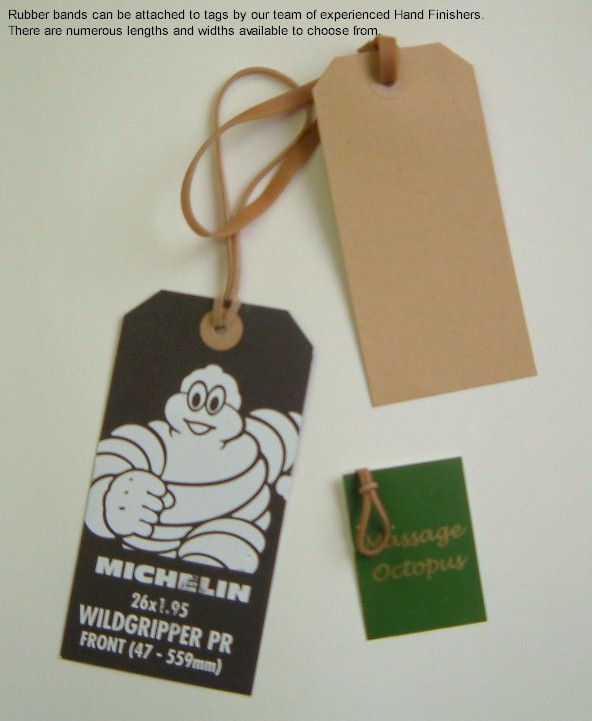 Rubber bands can be attached to tags by our team of experienced Hand Finishers.
There are numerous lengths and widths available to choose from.
MICHELIN
26x1.95
WILDGRIPPER PR
FRONT (47 - 559mm)
Massage
Octopus